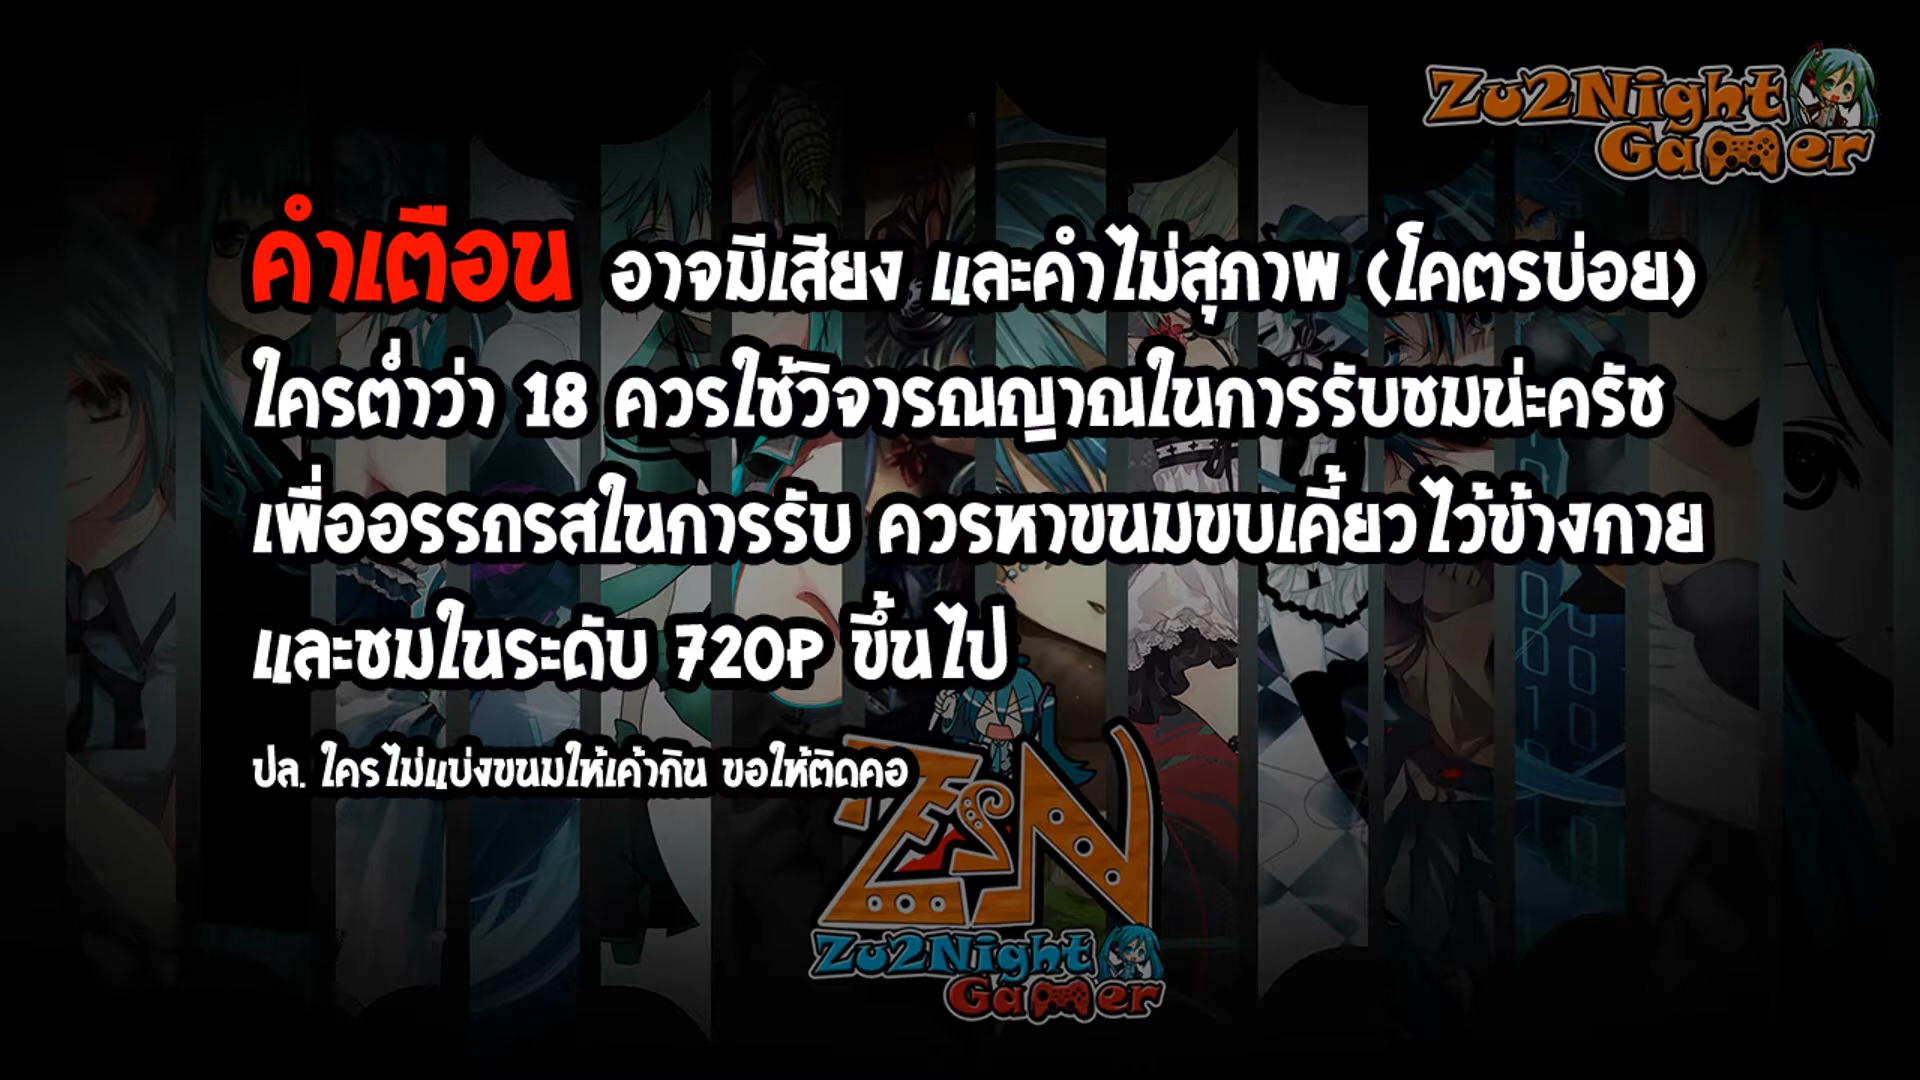 Zu2Night
Gamer
คำเตือน อาจมีเสียง และคำไม่สุภาพ (โคตรบ่อย)
ใครต่ำว่า 18 ควรใช้วิจารณญาณในการรับชมน่ะครัช
เพื่ออรรถรสในการรับ ควรหาขนมขบเคี้ยวไว้ข้างกาย
และชมในระดับ 720P ขึ้นไป
ปล. ใครไม่แบ่งขนมให้เค้ากิน ขอให้ติดคอ
Zu2Night
Gamer